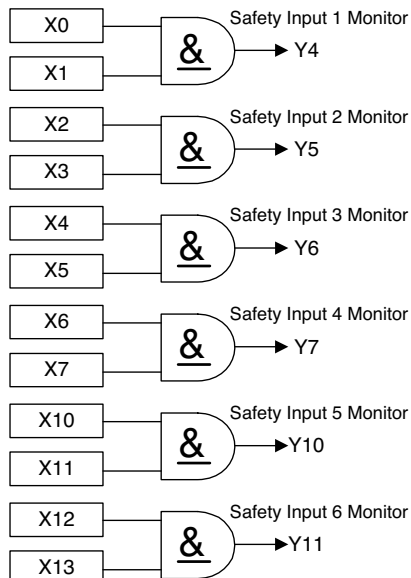 X0
Safety Input 1 Monitor
&
Y4
X1
X2
Safety Input 2 Monitor
&
Y5
X3
X4
Safety Input 3 Monitor
&
Y6
X5
X6
Safety Input 4 Monitor
&
Y7
X7
X10
Safety Input 5 Monitor
&
Y10
X11
X12
Safety Input 6 Monitor
&
Y11
X13